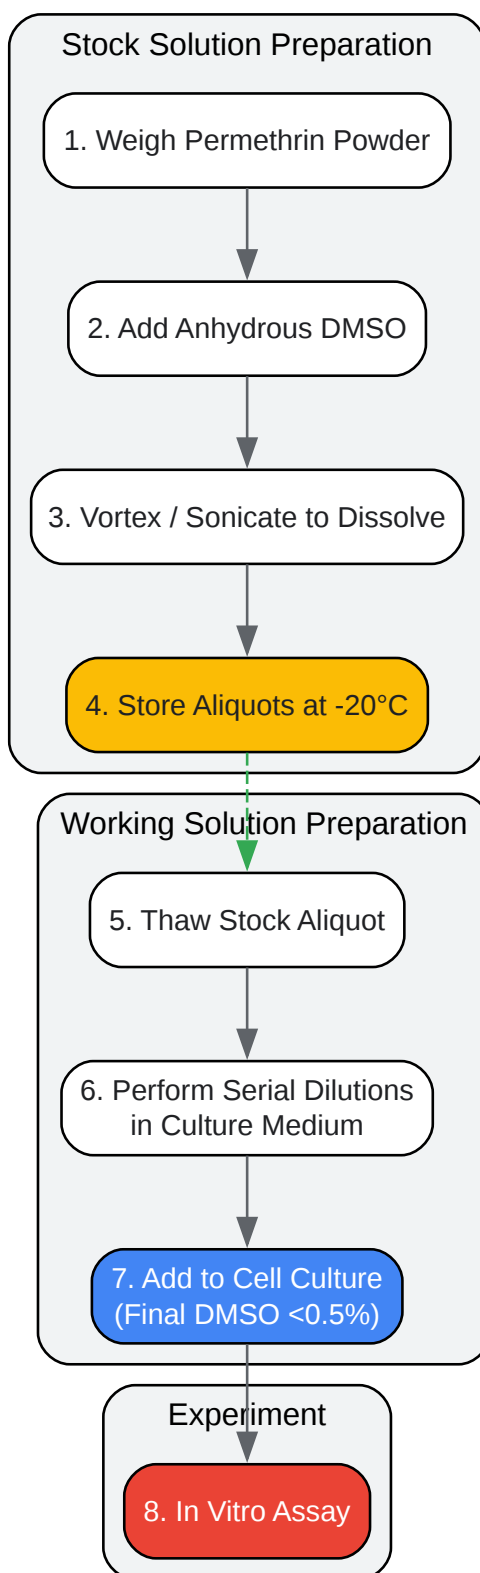 Stock Solution Preparation
1. Weigh Permethrin Powder
2. Add Anhydrous DMSO
3. Vortex / Sonicate to Dissolve
4. Store Aliquots at -20°C
Working Solution Preparation
5. Thaw Stock Aliquot
6. Perform Serial Dilutions
in Culture Medium
7. Add to Cell Culture
(Final DMSO <0.5%)
Experiment
8. In Vitro Assay